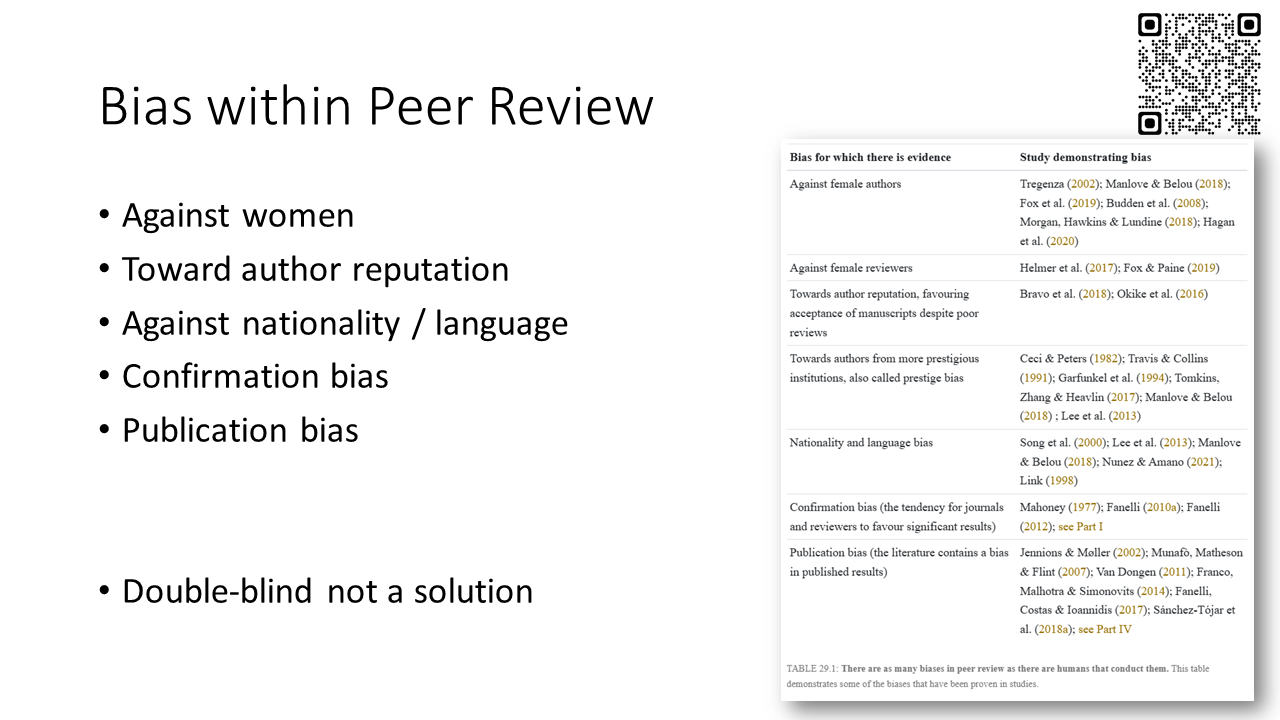 Bias within Peer Review
• Against women
• Toward author reputation
• Against nationality / language
• Confirmation bias
• Publication bias
• Double-blind not a solution
Bias for which there is evidence
Study demonstrating bias
Against female authors
Tregenza (2002); Manlove & Belou (2018);
Fox et al. (2019); Budden et al. (2008);
Morgan, Hawkins & Lundine (2018); Hagan
et al. (2020)
Against female reviewers
Helmer et al. (2017); Fox & Paine (2019)
Towards author reputation, favouring
acceptance of manuscripts despite poor
reviews
Bravo et al. (2018); Okike et al. (2016)
Towards authors from more prestigious
institutions, also called prestige bias
Ceci & Peters (1982); Travis & Collins
(1991); Garfunkel et al. (1994); Tomkins,
Zhang & Heavlin (2017); Manlove & Belou
(2018) ; Lee et al. (2013)
Nationality and language bias
Song et al. (2000); Lee et al. (2013); Manlove
& Belou (2018); Nunez & Amano (2021);
Link (1998)
Confirmation bias (the tendency for journals
and reviewers to favour significant results)
Mahoney (1977); Fanelli (2010a); Fanelli
(2012); see Part I
Publication bias (the literature contains a bias
in published results)
Jennions & Møller (2002); Munafò, Matheson
& Flint (2007); Van Dongen (2011); Franco,
Malhotra & Simonovits (2014); Fanelli,
Costas & Ioannidis (2017); Sánchez-Tójar et
al. (2018a); see Part IV
TABLE 29.1: There are as many biases in peer review as there are humans that conduct them. This table
demonstrates some of the biases that have been proven in studies.